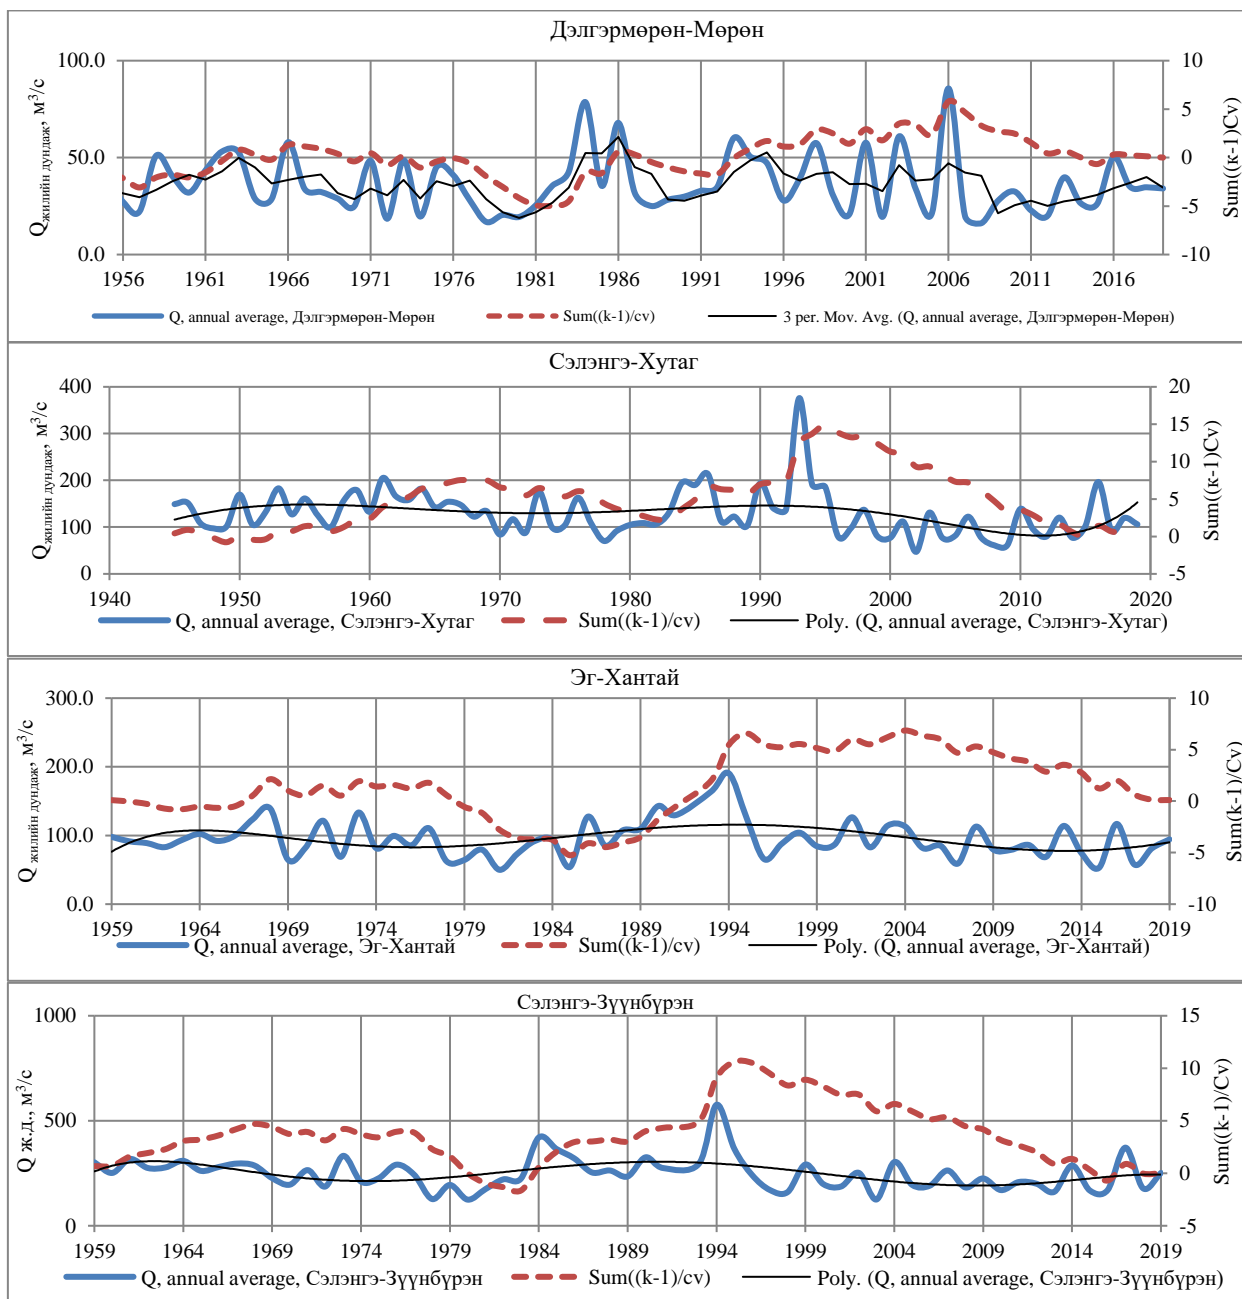 Дэлгэрмөрөн-Мөрөн
Qжилийн дундаж, м³/с
100.0
50.0
0.0
10
5
0
-5
-10
Sum((к-1)Cv)
1956 1961 1966 1971 1976 1981 1986 1991 1996 2001 2006 2011 2016
Q, annual average, Дэлгэрмөрөн-Мөрөн Sum((k-1)/cv) 3 per. Mov. Avg. (Q, annual average, Дэлгэрмөрөн-Мөрөн)
Сэлэнгэ-Хутаг
Qжилийн дундаж, м³/с
400
300
200
100
0
20
15
10
5
0
-5
Sum((к-1)Cv)
1940 1950 1960 1970 1980 1990 2000 2010 2020
Q, annual average, Сэлэнгэ-Хутаг Sum((k-1)/cv) Poly. (Q, annual average, Сэлэнгэ-Хутаг)
Эг-Хантай
Q жилийн дундаж, м³/с
300.0
200.0
100.0
0.0
10
5
0
-5
-10
Sum(к-1)/Cv)
1959 1964 1969 1974 1979 1984 1989 1994 1999 2004 2009 2014 2019
Q, annual average, Эг-Хантай Sum((k-1)/cv) Poly. (Q, annual average, Эг-Хантай)
Сэлэнгэ-Зүүнбүрэн
Q ж.д., м³/с
1000
500
0
15
10
5
0
-5
Sum(к-1)/Cv)
1959 1964 1969 1974 1979 1984 1989 1994 1999 2004 2009 2014 2019
Q, annual average, Сэлэнгэ-Зүүнбүрэн Sum((k-1)/cv) Poly. (Q, annual average, Сэлэнгэ-Зүүнбүрэн)